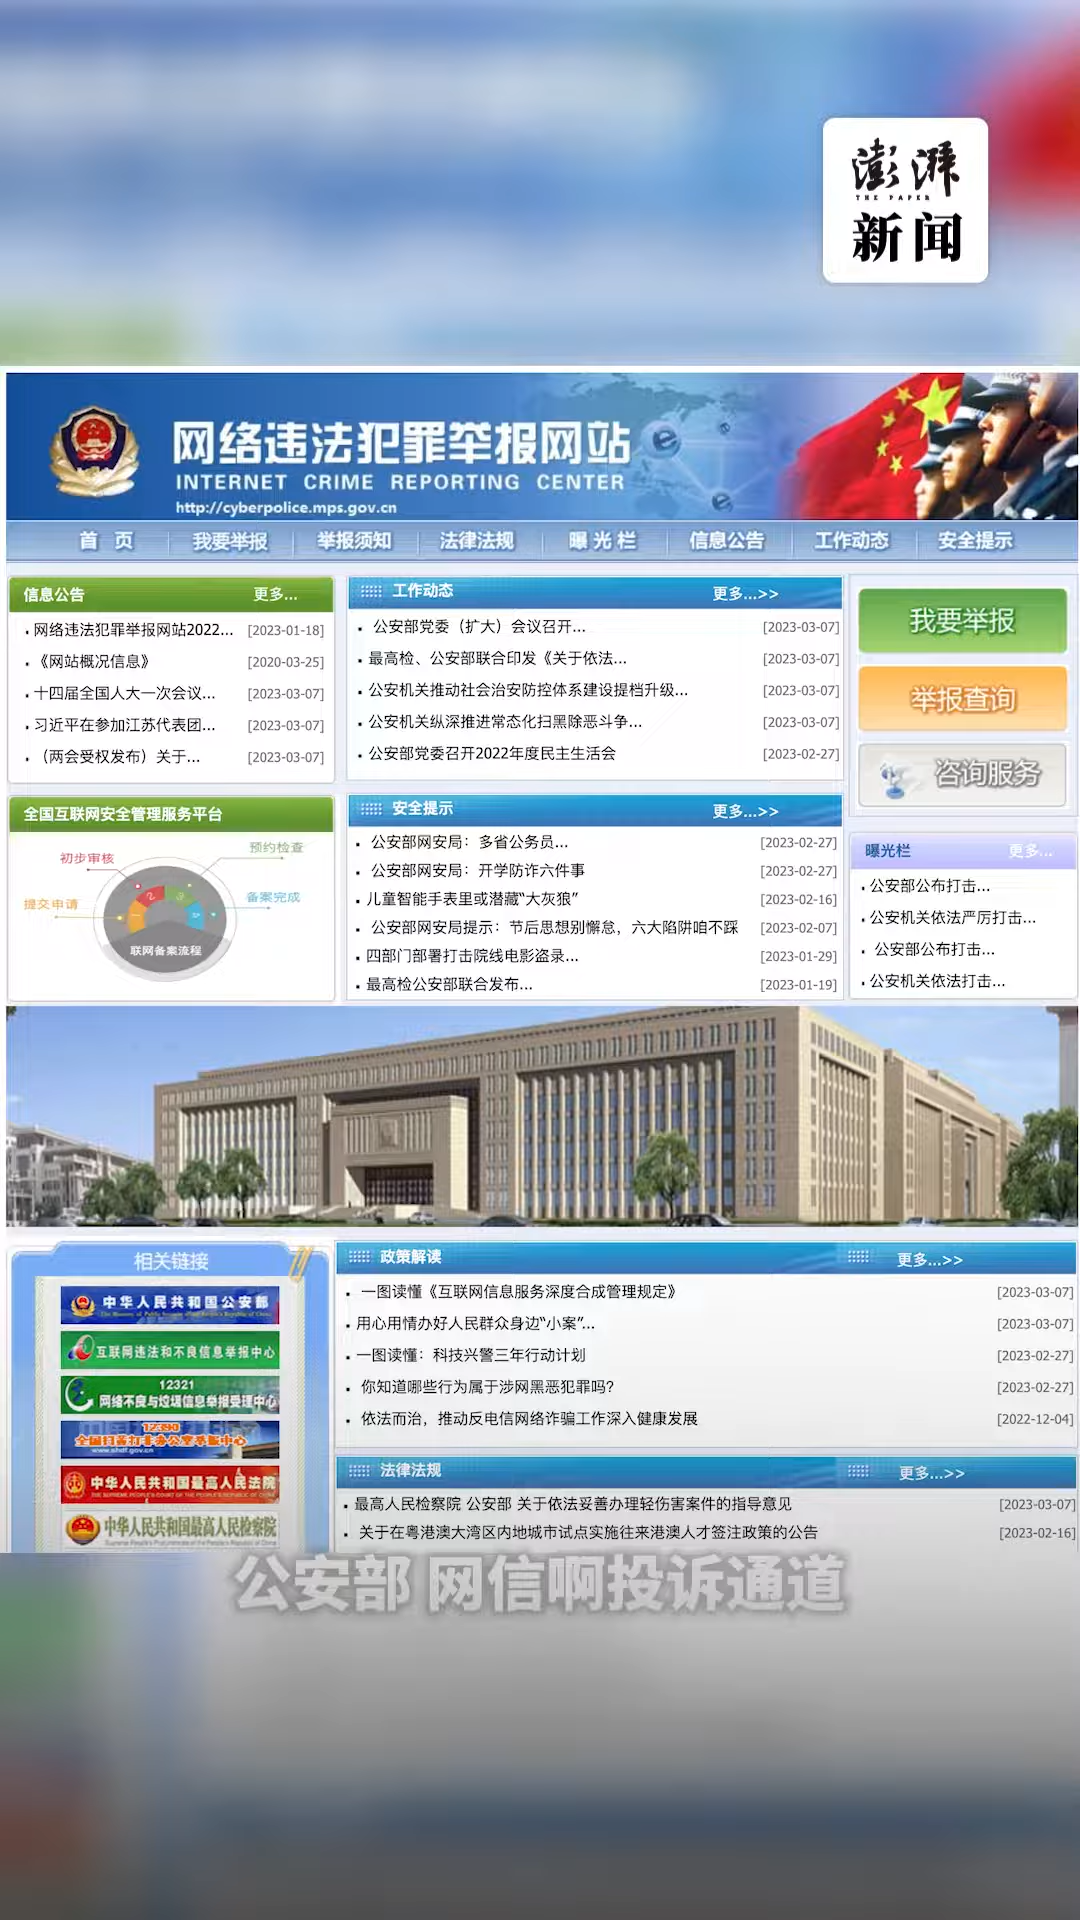 澎湃
THE PAPER
新闻
网络违法犯罪举报网站
INTERNET CRIME REPORTING CENTER
http://cyberpolice.mps.gov.cn
首 页 我要举报 举报须知 法律法规 曝光栏 信息公告 工作动态 安全提示
信息公告 更多...
网络违法犯罪举报网站2022... [2023-01-18]
《网站概况信息》 [2020-03-25]
十四届全国人大一次会议... [2023-03-07]
习近平在参加江苏代表团... [2023-03-07]
（两会受权发布）关于... [2023-03-07]
工作动态 更多...>>
公安部党委（扩大）会议召开... [2023-03-07]
最高检、公安部联合印发《关于依法... [2023-03-07]
公安机关推动社会治安防控体系建设提档升级... [2023-03-07]
公安机关纵深推进常态化扫黑除恶斗争... [2023-03-07]
公安部党委召开2022年度民主生活会 [2023-02-27]
我要举报
举报查询
咨询服务
全国互联网安全管理服务平台
初步审核
预约检查
提交申请
备案完成
1
2
3
4
联网备案流程
安全提示 更多...>>
公安部网安局：多省公务员... [2023-02-27]
公安部网安局：开学防诈六件事 [2023-02-27]
儿童智能手表里或潜藏“大灰狼” [2023-02-16]
公安部网安局提示：节后思想别懈怠，六大陷阱咱不踩 [2023-02-07]
四部门部署打击院线电影盗录... [2023-01-29]
最高检公安部联合发布... [2023-01-19]
曝光栏 更多...
公安部公布打击...
公安机关依法严厉打击...
公安部公布打击...
公安机关依法打击...
相关链接
中华人民共和国公安部
互联网违法和不良信息举报中心
12321
网络不良与垃圾信息举报受理中心
12390
全国扫黄打非办公室举报中心
www.shdf.gov.cn
中华人民共和国最高人民法院
THE SUPREME PEOPLE'S COURT OF THE PEOPLE'S REPUBLIC OF CHINA
中华人民共和国最高人民检察院
政策解读 更多...>>
一图读懂《互联网信息服务深度合成管理规定》 [2023-03-07]
用心用情办好人民群众身边“小案”... [2023-03-07]
一图读懂：科技兴警三年行动计划 [2023-02-27]
你知道哪些行为属于涉网黑恶犯罪吗? [2023-02-27]
依法而治，推动反电信网络诈骗工作深入健康发展 [2022-12-04]
法律法规 更多...>>
最高人民检察院 公安部 关于依法妥善办理轻伤害案件的指导意见 [2023-03-07]
关于在粤港澳大湾区内地城市试点实施往来港澳人才签注政策的公告 [2023-02-16]
公安部 网信啊投诉通道